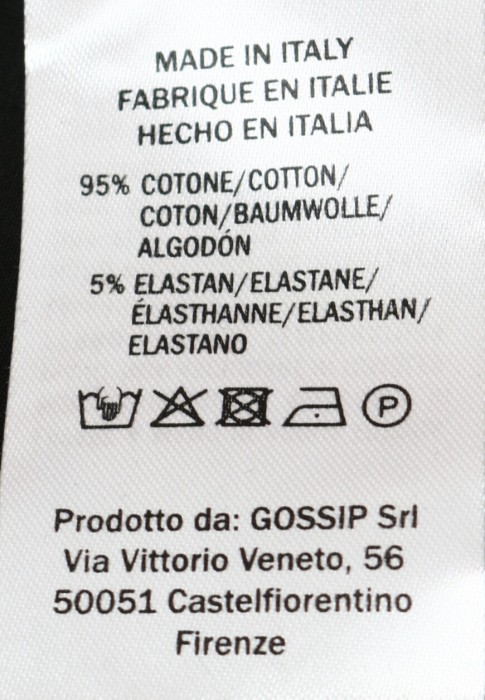 MADE IN ITALY
FABRIQUE EN ITALIE
HECHO EN ITALIA
95% COTONE/COTTON/
COTON/BAUMWOLLE/
ALGODÓN
5% ELASTAN/ELASTANE/
ÉLASTHANNE/ELASTHAN/
ELASTANO
P
Prodotto da: GOSSIP Srl
Via Vittorio Veneto, 56
50051 Castelfiorentino
Firenze